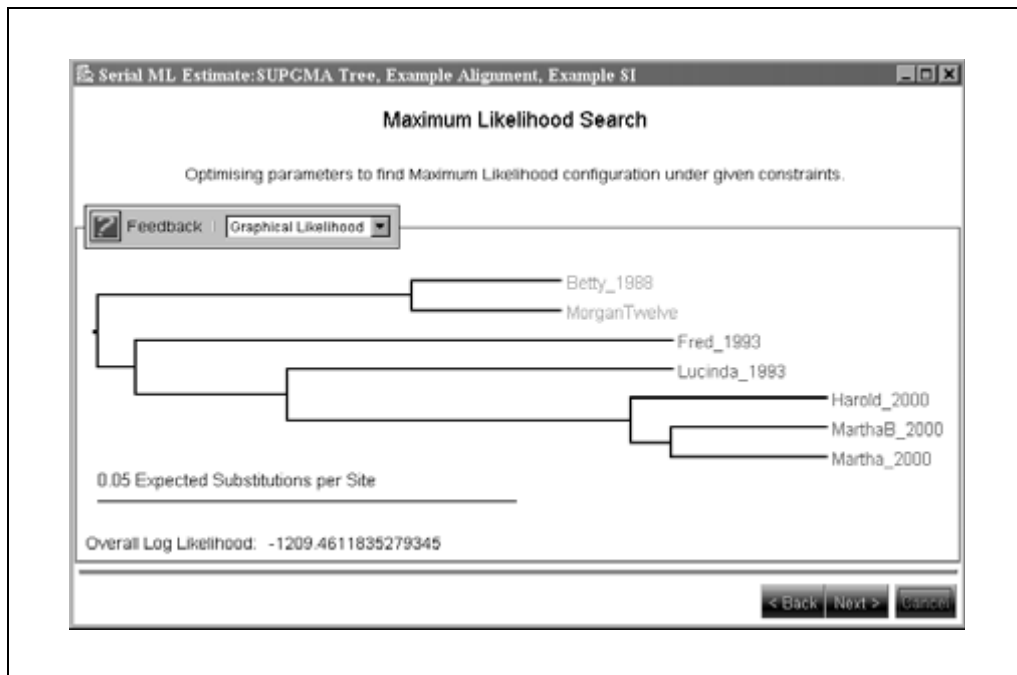 Serial ML Estimate:SUPGMA Tree, Example Alignment, Example SI
Maximum Likelihood Search
Optimising parameters to find Maximum Likelihood configuration under given constraints.
? Feedback Graphical Likelihood
Betty_1988
MorganTwelve
Fred_1993
Lucinda_1993
Harold_2000
MarthaB_2000
Martha_2000
0.05 Expected Substitutions per Site
Overall Log Likelihood: -1209.4611835279345
< Back Next > Cancel